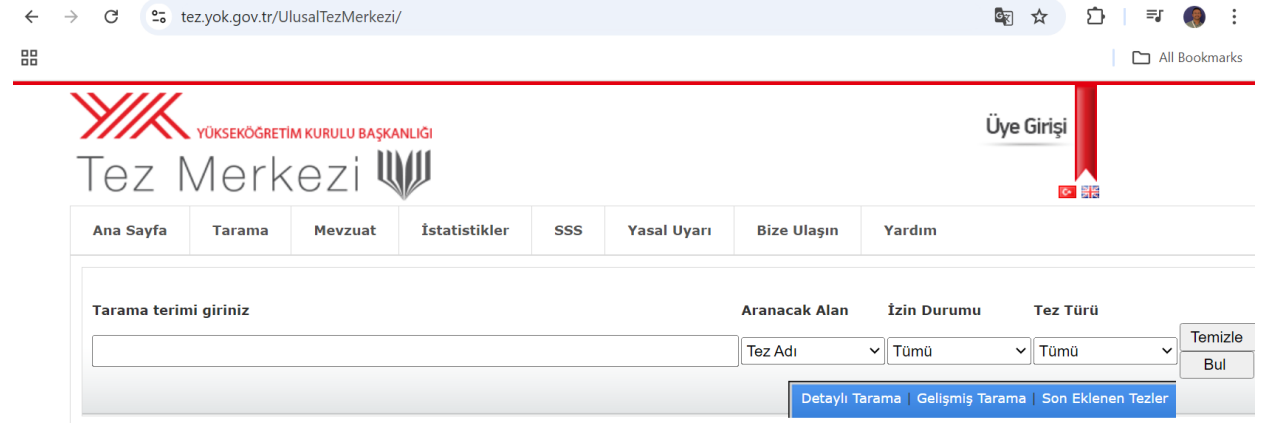 tez.yok.gov.tr/UlusalTezMerkezi/
All Bookmarks
YÜKSEKÖĞRETİM KURULU BAŞKANLIĞI
Tez Merkezi
Üye Girişi
Ana Sayfa Tarama Mevzuat İstatistikler SSS Yasal Uyarı Bize Ulaşın Yardım
Tarama terimi giriniz Aranacak Alan İzin Durumu Tez Türü
Tez Adı Tümü Tümü
Temizle
Bul
Detaylı Tarama | Gelişmiş Tarama | Son Eklenen Tezler